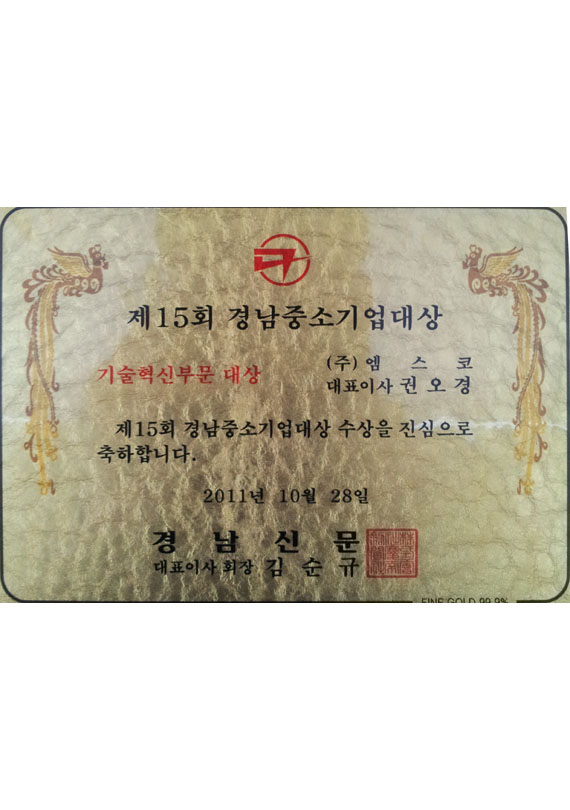 제15회 경남중소기업대상
기술혁신부문 대상
(주) 엠 스 코
대표이사 권 오 경
제15회 경남중소기업대상 수상을 진심으로
축하합니다.
2011년 10월 28일
경 남 신 문
대표이사 회장 김 순 규
FINE GOLD 99.9%